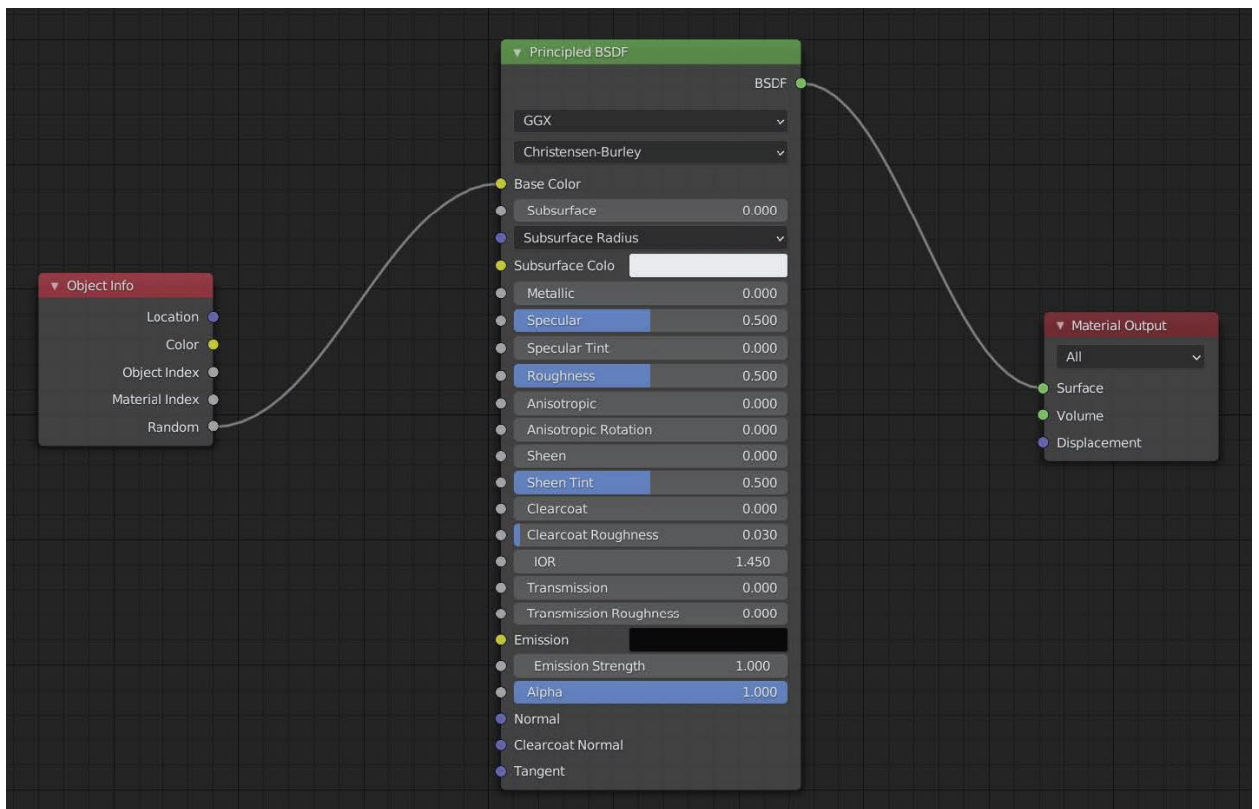 Object Info
Location
Color
Object Index
Material Index
Random
Principled BSDF
BSDF
GGX
Christensen-Burley
Base Color
Subsurface 0.000
Subsurface Radius
Subsurface Colo
Metallic 0.000
Specular 0.500
Specular Tint 0.000
Roughness 0.500
Anisotropic 0.000
Anisotropic Rotation 0.000
Sheen 0.000
Sheen Tint 0.500
Clearcoat 0.000
Clearcoat Roughness 0.030
IOR 1.450
Transmission 0.000
Transmission Roughness 0.000
Emission
Emission Strength 1.000
Alpha 1.000
Normal
Clearcoat Normal
Tangent
Material Output
All
Surface
Volume
Displacement